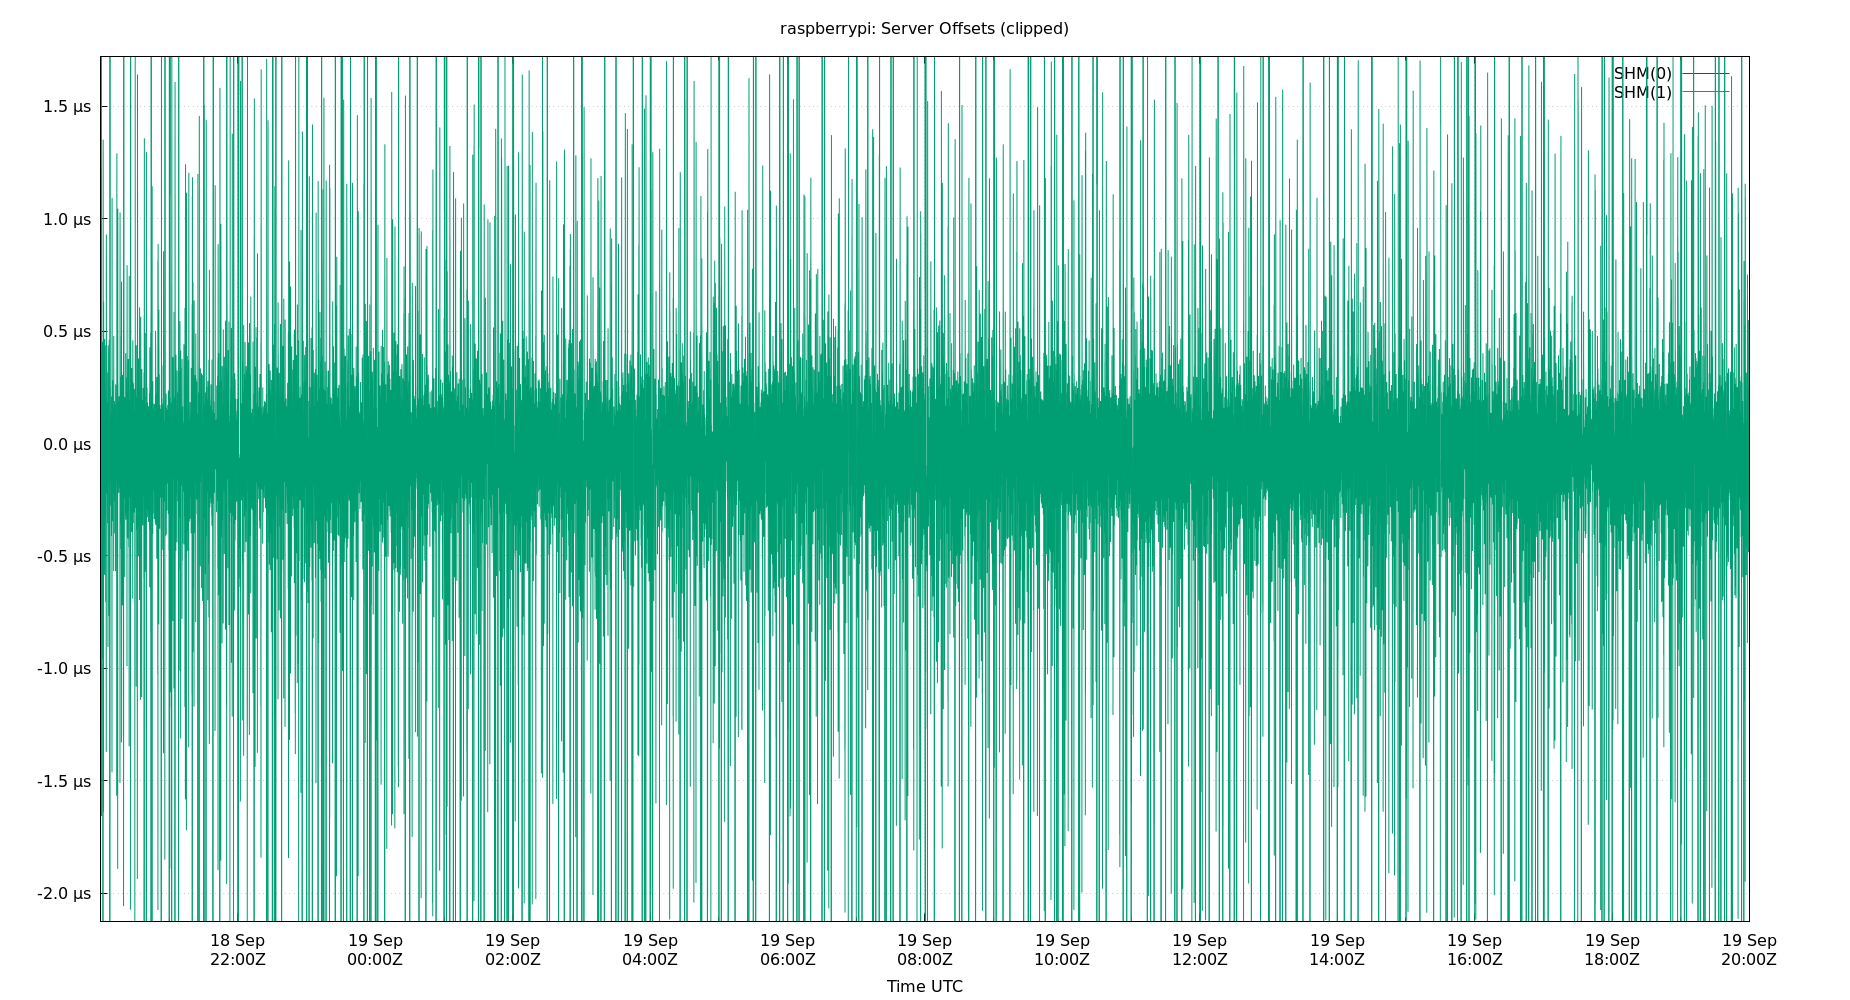 raspberrypi: Server Offsets (clipped)
SHM(0)
SHM(1)
1.5 µs
1.0 µs
0.5 µs
0.0 µs
-0.5 µs
-1.0 µs
-1.5 µs
-2.0 µs
18 Sep 19 Sep 19 Sep 19 Sep 19 Sep 19 Sep 19 Sep 19 Sep 19 Sep 19 Sep 19 Sep 19 Sep
22:00Z 00:00Z 02:00Z 04:00Z 06:00Z 08:00Z 10:00Z 12:00Z 14:00Z 16:00Z 18:00Z 20:00Z
Time UTC